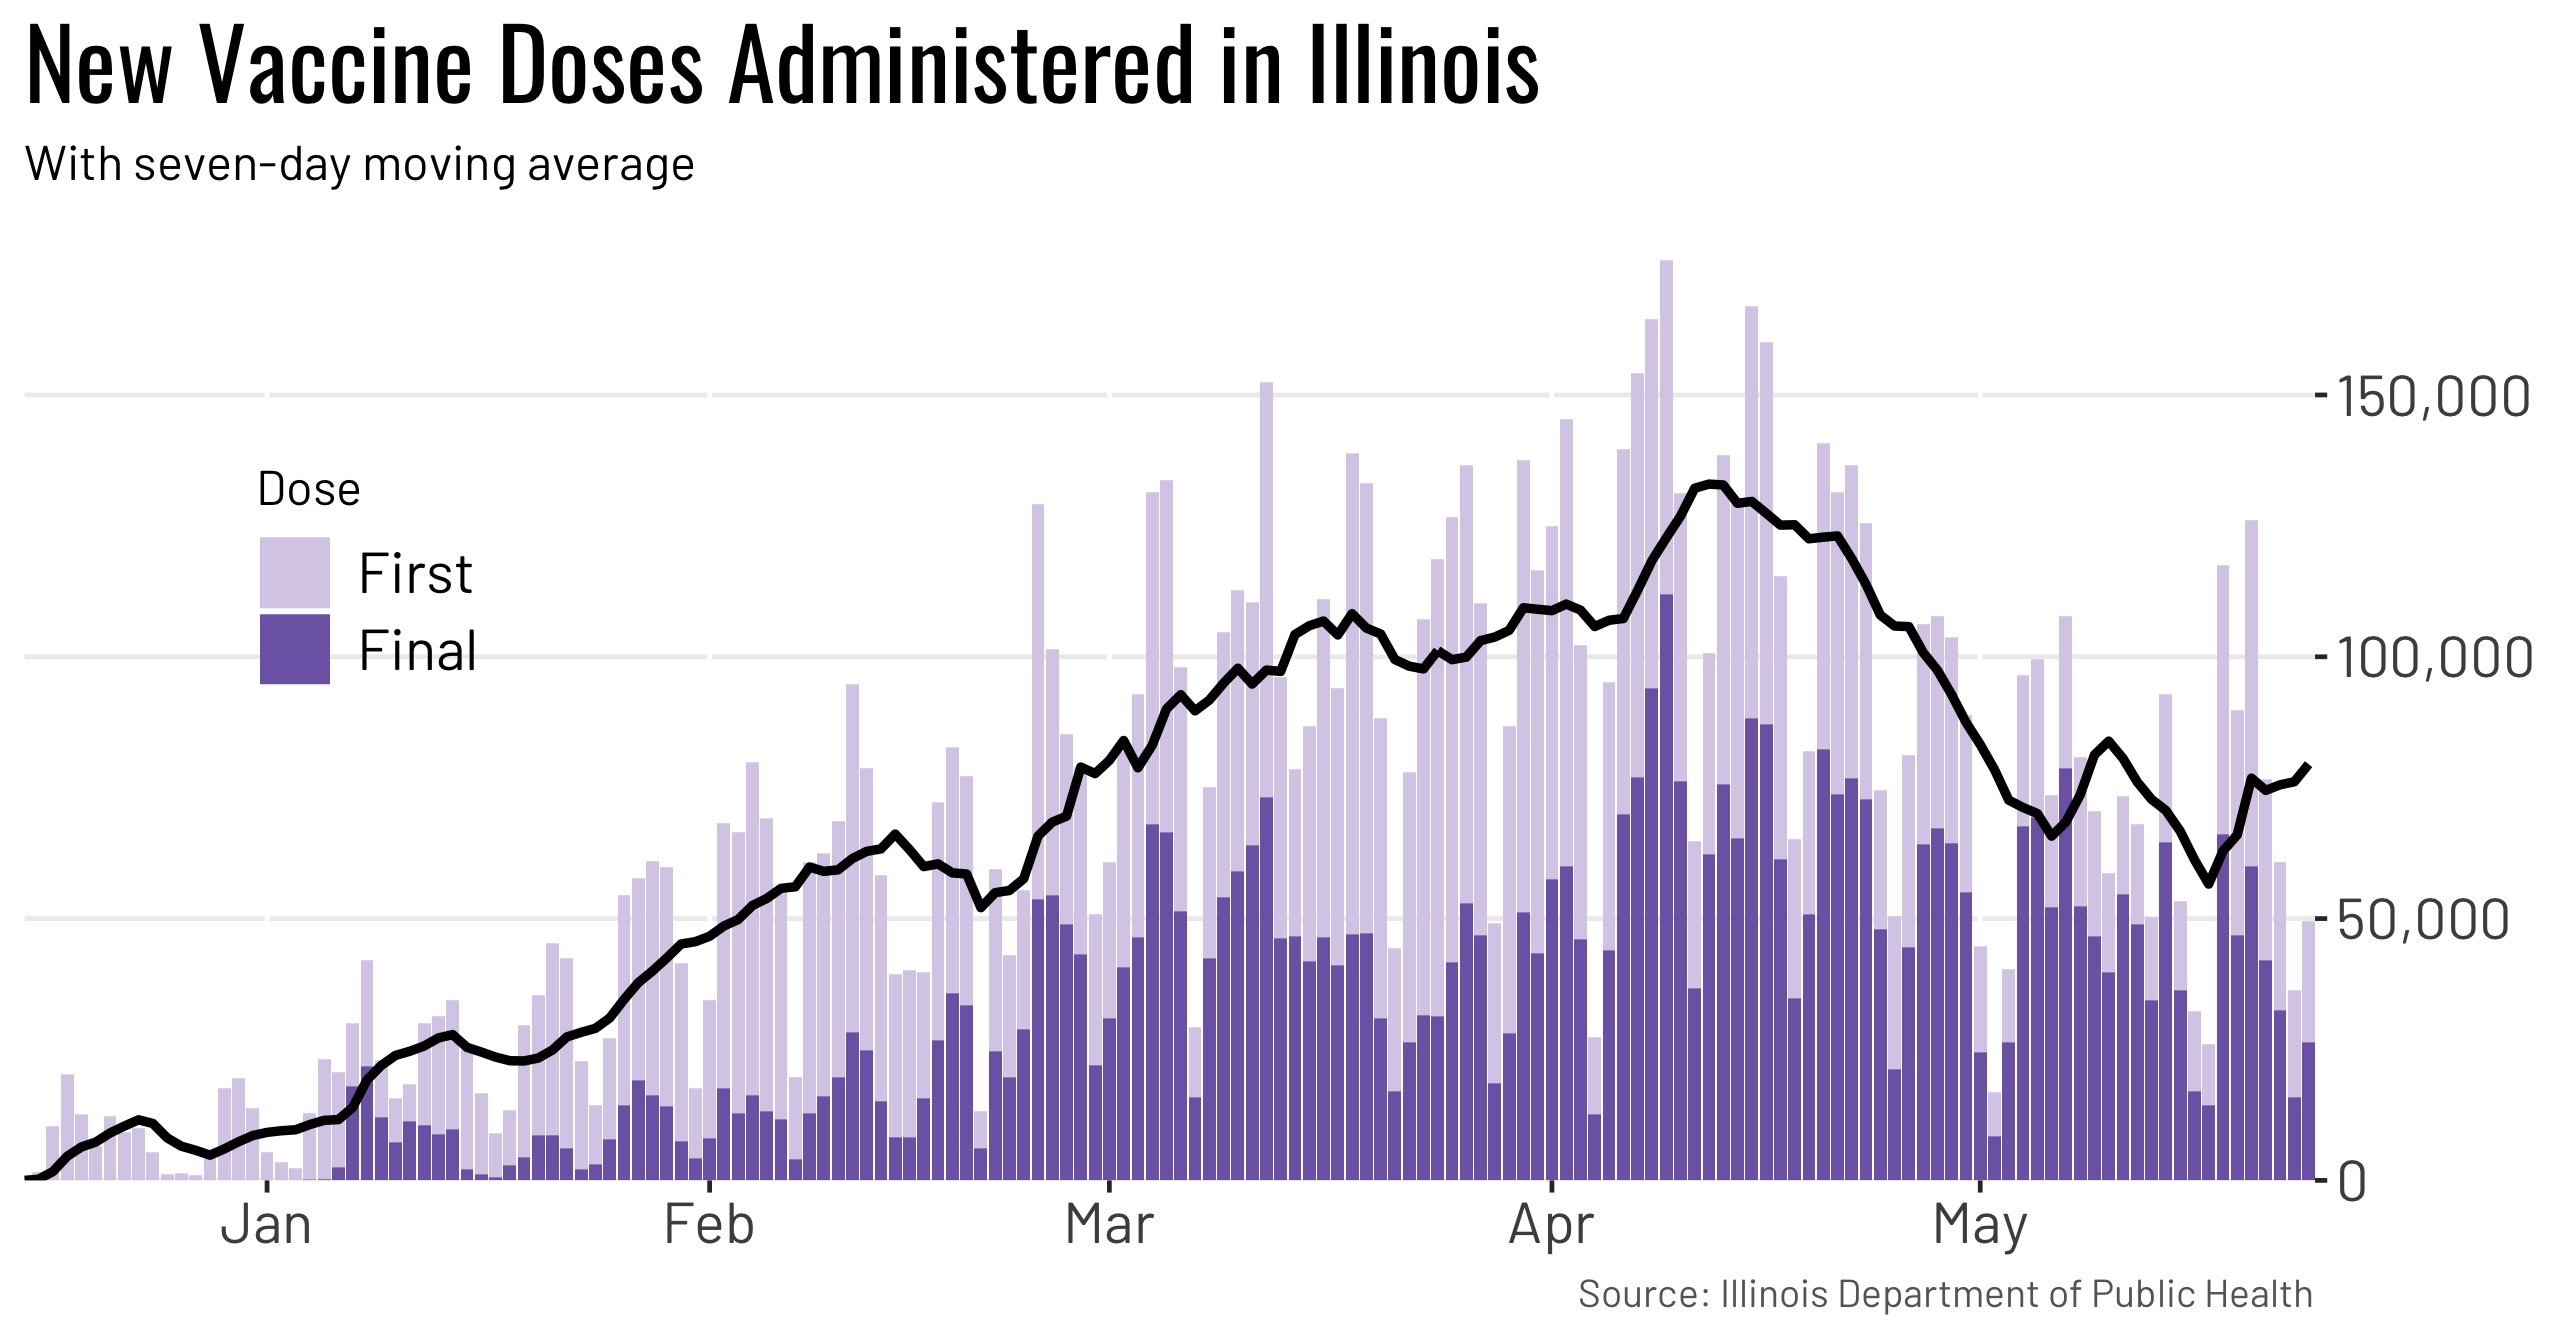 New Vaccine Doses Administered in Illinois
With seven-day moving average
150,000
Dose
First
100,000
Final
50,000
0
Jan Feb Mar Apr May
Source: Illinois Department of Public Health